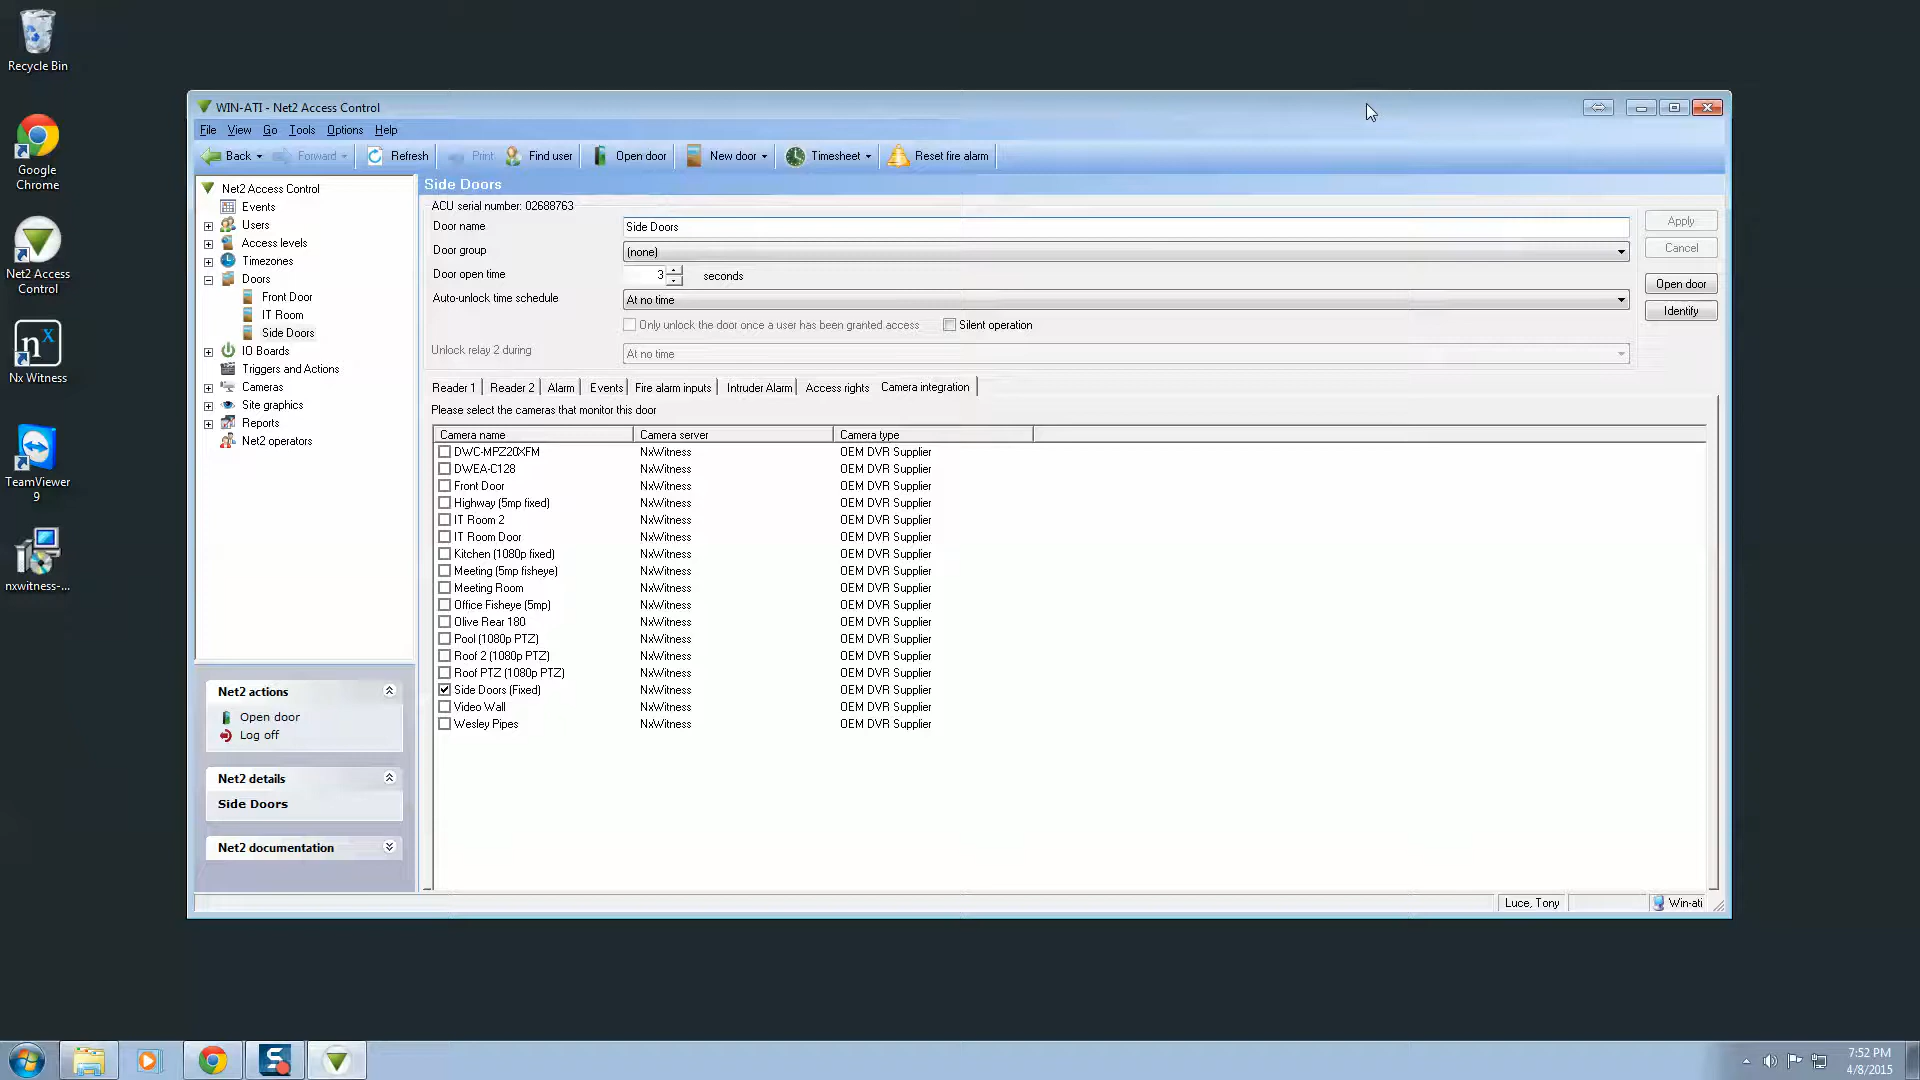 Recycle Bin
Google
Chrome
Net2 Access
Control
Nx Witness
TeamViewer
9
nxwitness-...
WIN-ATI - Net2 Access Control
File View Go Tools Options Help
Back Forward Refresh Print Find user Open door New door Timesheet Reset fire alarm
Net2 Access Control
Events
Users
Access levels
Timezones
Doors
Front Door
IT Room
Side Doors
IO Boards
Triggers and Actions
Cameras
Site graphics
Reports
Net2 operators
Net2 actions
Open door
Log off
Net2 details
Side Doors
Net2 documentation
Side Doors
ACU serial number: 02688763
Door name Side Doors
Door group (none)
Door open time 3 seconds
Auto-unlock time schedule At no time
Only unlock the door once a user has been granted access Silent operation
Unlock relay 2 during At no time
Apply
Cancel
Open door
Identify
Reader 1 Reader 2 Alarm Events Fire alarm inputs Intruder Alarm Access rights Camera integration
Please select the cameras that monitor this door
Camera name Camera server Camera type
DWC-MPZ20XFM NxWitness OEM DVR Supplier
DWEA-C128 NxWitness OEM DVR Supplier
Front Door NxWitness OEM DVR Supplier
Highway (5mp fixed) NxWitness OEM DVR Supplier
IT Room 2 NxWitness OEM DVR Supplier
IT Room Door NxWitness OEM DVR Supplier
Kitchen (1080p fixed) NxWitness OEM DVR Supplier
Meeting (5mp fisheye) NxWitness OEM DVR Supplier
Meeting Room NxWitness OEM DVR Supplier
Office Fisheye (5mp) NxWitness OEM DVR Supplier
Olive Rear 180 NxWitness OEM DVR Supplier
Pool (1080p PTZ) NxWitness OEM DVR Supplier
Roof 2 (1080p PTZ) NxWitness OEM DVR Supplier
Roof PTZ (1080p PTZ) NxWitness OEM DVR Supplier
Side Doors (Fixed) NxWitness OEM DVR Supplier
Video Wall NxWitness OEM DVR Supplier
Wesley Pipes NxWitness OEM DVR Supplier
Luce, Tony Win-ati
7:52 PM
4/8/2015